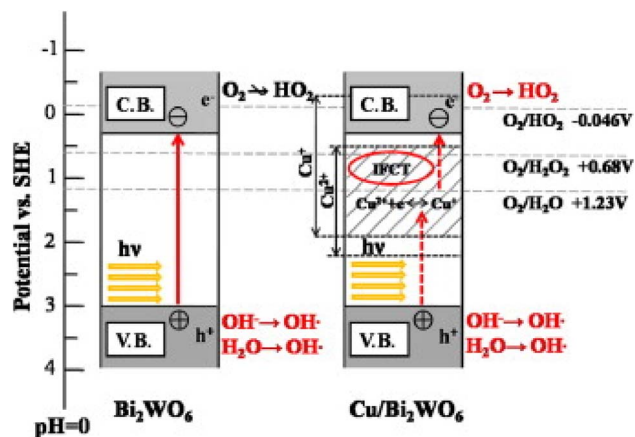 Potential vs. SHE
-1
0
1
2
3
4
pH=0
C.B.
e⁻
O₂ ↛ HO₂
hν
V.B.
h⁺
OH⁻→OH·
H₂O→OH·
Bi₂WO₆
C.B.
e⁻
O₂→HO₂
O₂/HO₂ -0.046V
O₂/H₂O₂ +0.68V
O₂/H₂O +1.23V
Cu⁺
Cu²⁺
IFCT
Cu²⁺+e↔Cu⁺
hν
V.B.
h⁺
OH⁻→OH·
H₂O→OH·
Cu/Bi₂WO₆